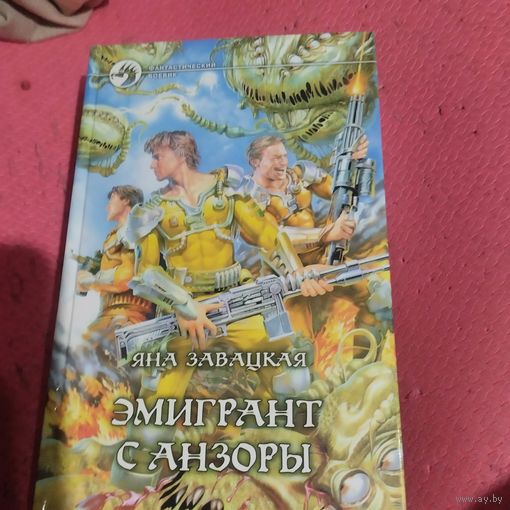 ФАНТАСТИЧЕСКИЙ
БОЕВИК
ЯНА ЗАВАЦКАЯ
ЭМИГРАНТ
С АНЗОРЫ
www.ay.by